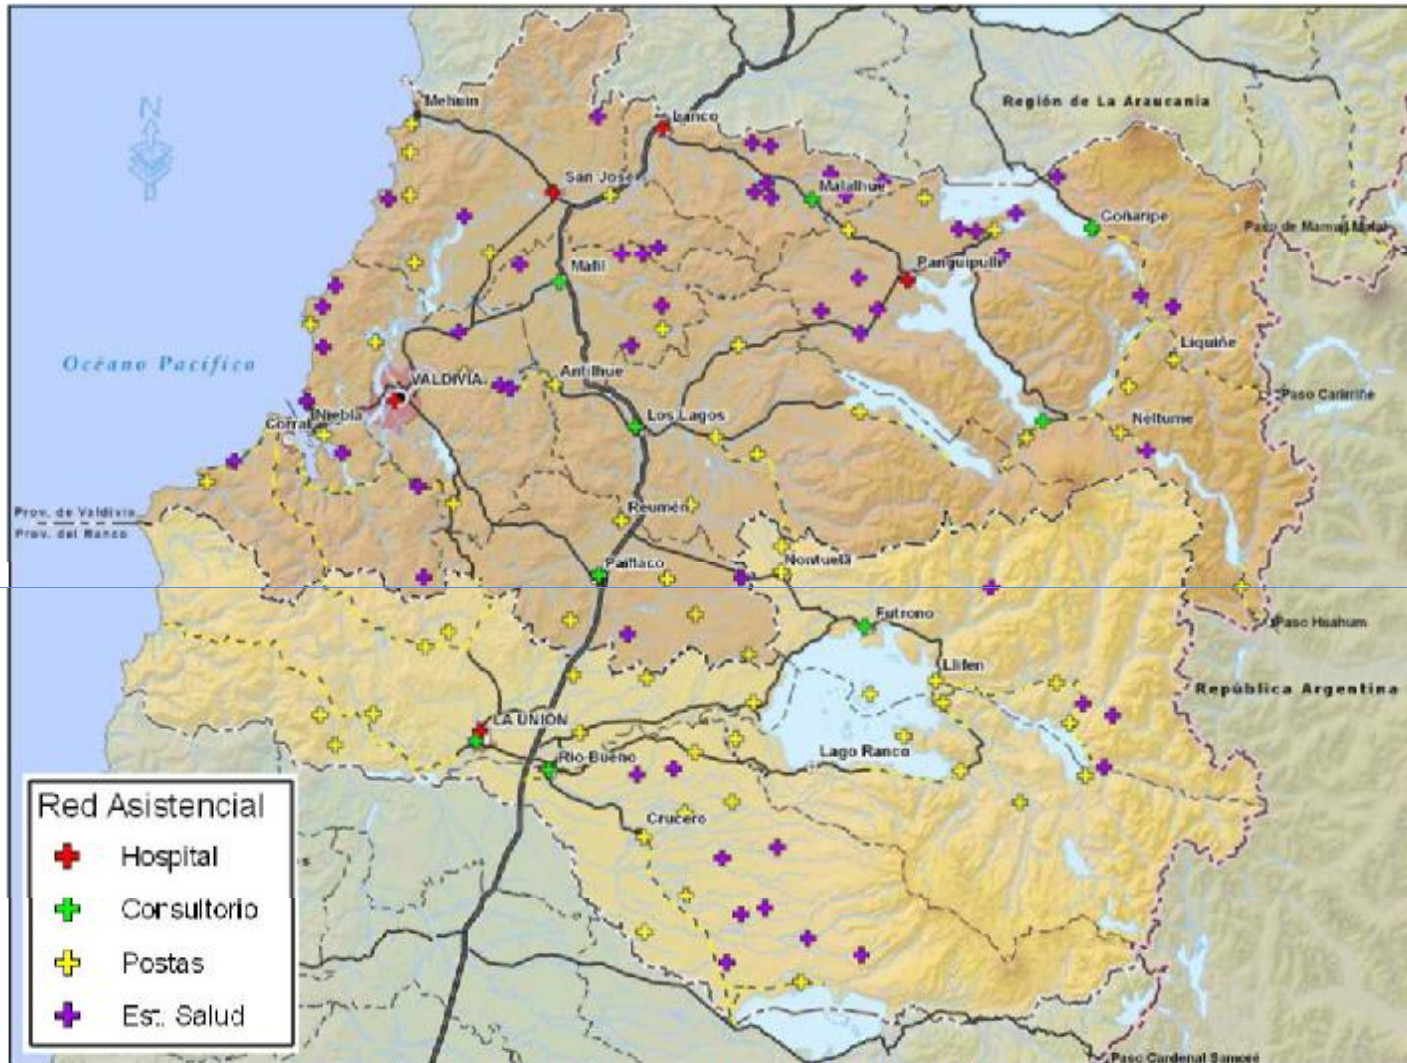 N
Mehuin
Lanco
Región de La Araucanía
San José
Malalhue
Coñaripe
Paso de Mamuil Malal
Máfil
Panguipulli
Océano Pacífico
Liquiñe
VALDIVIA
Antilhue
Paso Carirriñe
Niebla
Corral
Los Lagos
Neltume
Reumén
Prov. de Valdivia
Prov. del Ranco
Nontuelá
Paillaco
Futrono
Paso Huahum
Llifen
República Argentina
LA UNION
Lago Ranco
Rio Bueno
Crucero
Red Asistencial
Hospital
Consultorio
Postas
Est. Salud
Paso Cardenal Samoré